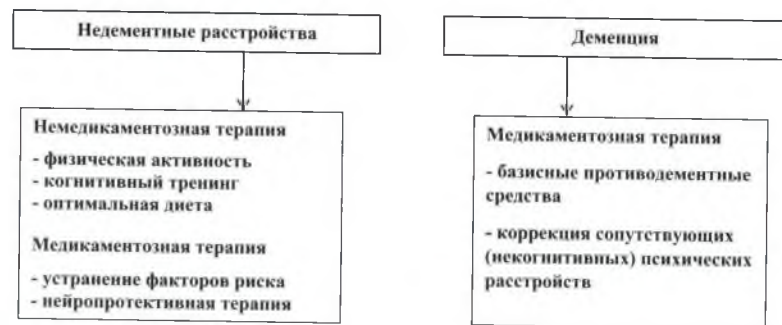 Недементные расстройства
Немедикаментозная терапия
- физическая активность
- когнитивный тренинг
- оптимальная диета
Медикаментозная терапия
- устранение факторов риска
- нейропротективная терапия
Деменция
Медикаментозная терапия
- базисные противодементные
средства
- коррекция сопутствующих
(некогнитивных) психических
расстройств